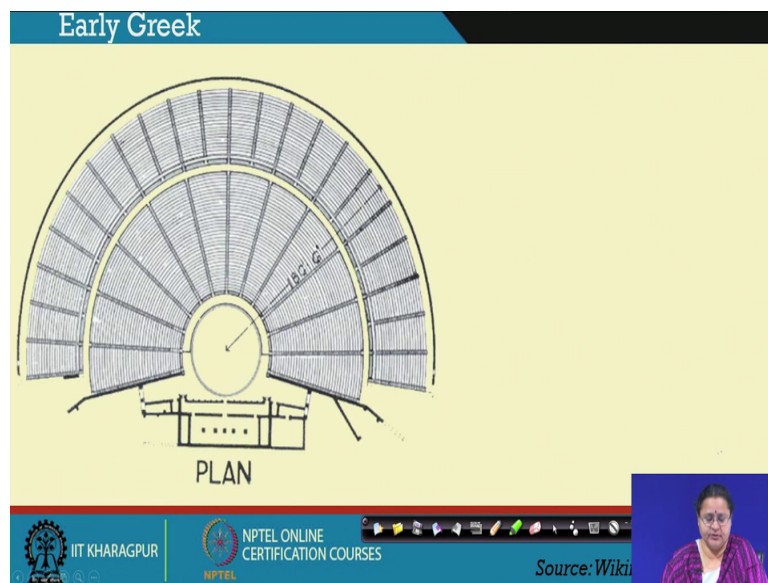 Early Greek
PLAN
IIT KHARAGPUR
NPTEL
NPTEL ONLINE
CERTIFICATION COURSES